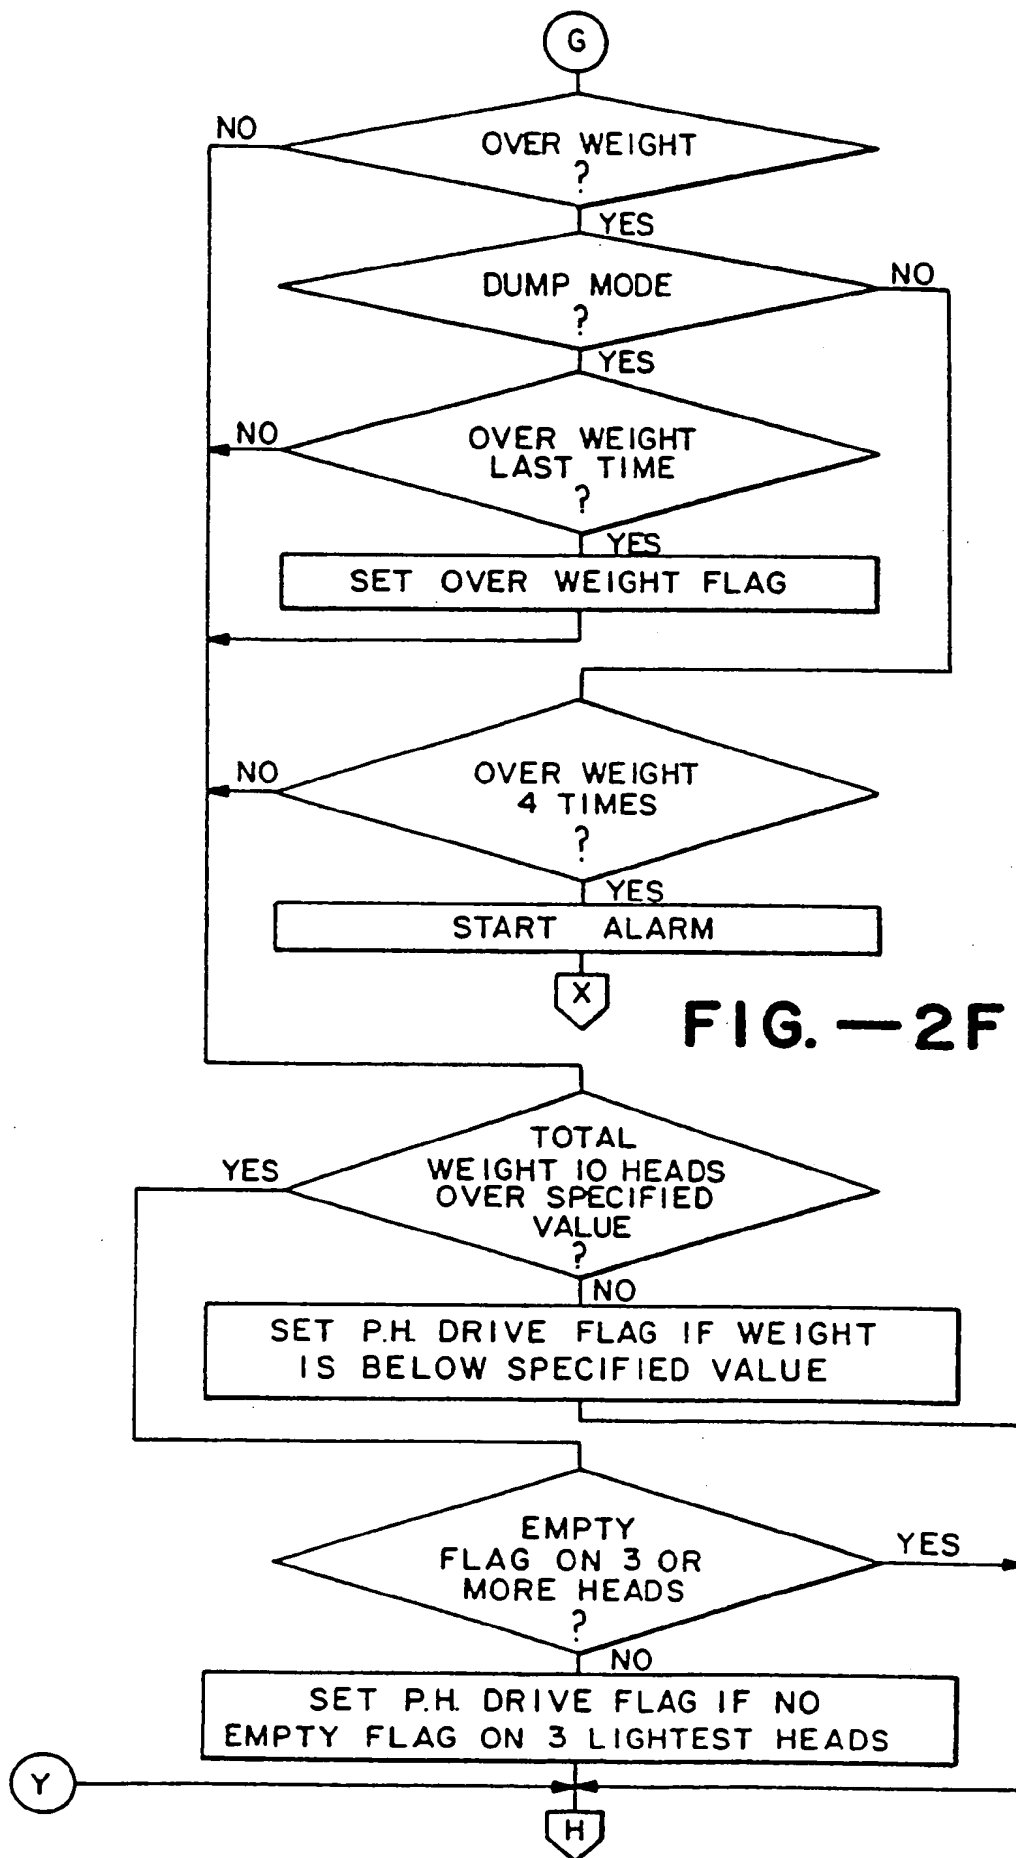 G
NO
OVER WEIGHT
?
YES
DUMP MODE
?
NO
YES
NO
OVER WEIGHT
LAST TIME
?
YES
SET OVER WEIGHT FLAG
NO
OVER WEIGHT
4 TIMES
?
YES
START ALARM
X
FIG.—2F
YES
TOTAL
WEIGHT 10 HEADS
OVER SPECIFIED
VALUE
?
NO
SET P.H. DRIVE FLAG IF WEIGHT
IS BELOW SPECIFIED VALUE
EMPTY
FLAG ON 3 OR
MORE HEADS
?
YES
NO
SET P.H. DRIVE FLAG IF NO
EMPTY FLAG ON 3 LIGHTEST HEADS
Y
H